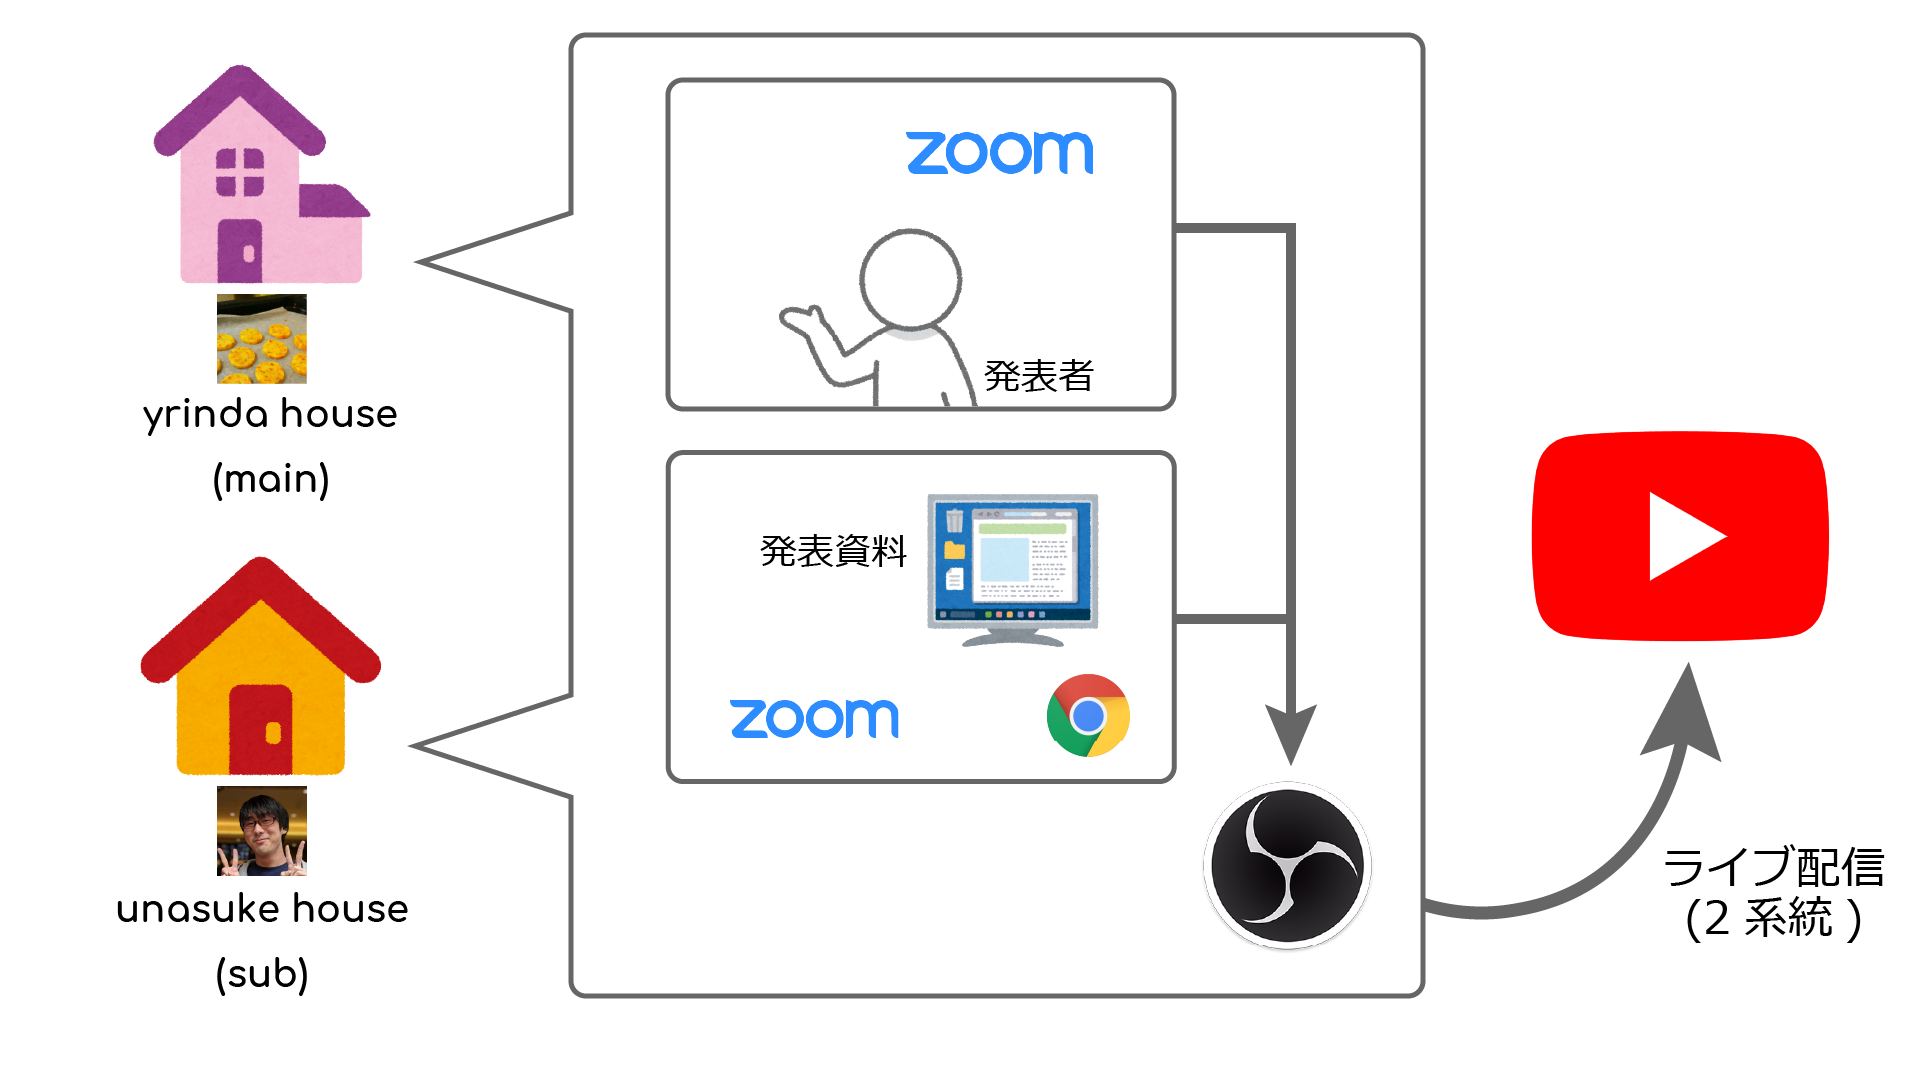 yrinda house
(main)
unasuke house
(sub)
zoom
発表者
発表資料
zoom
ライブ配信
(2 系統 )